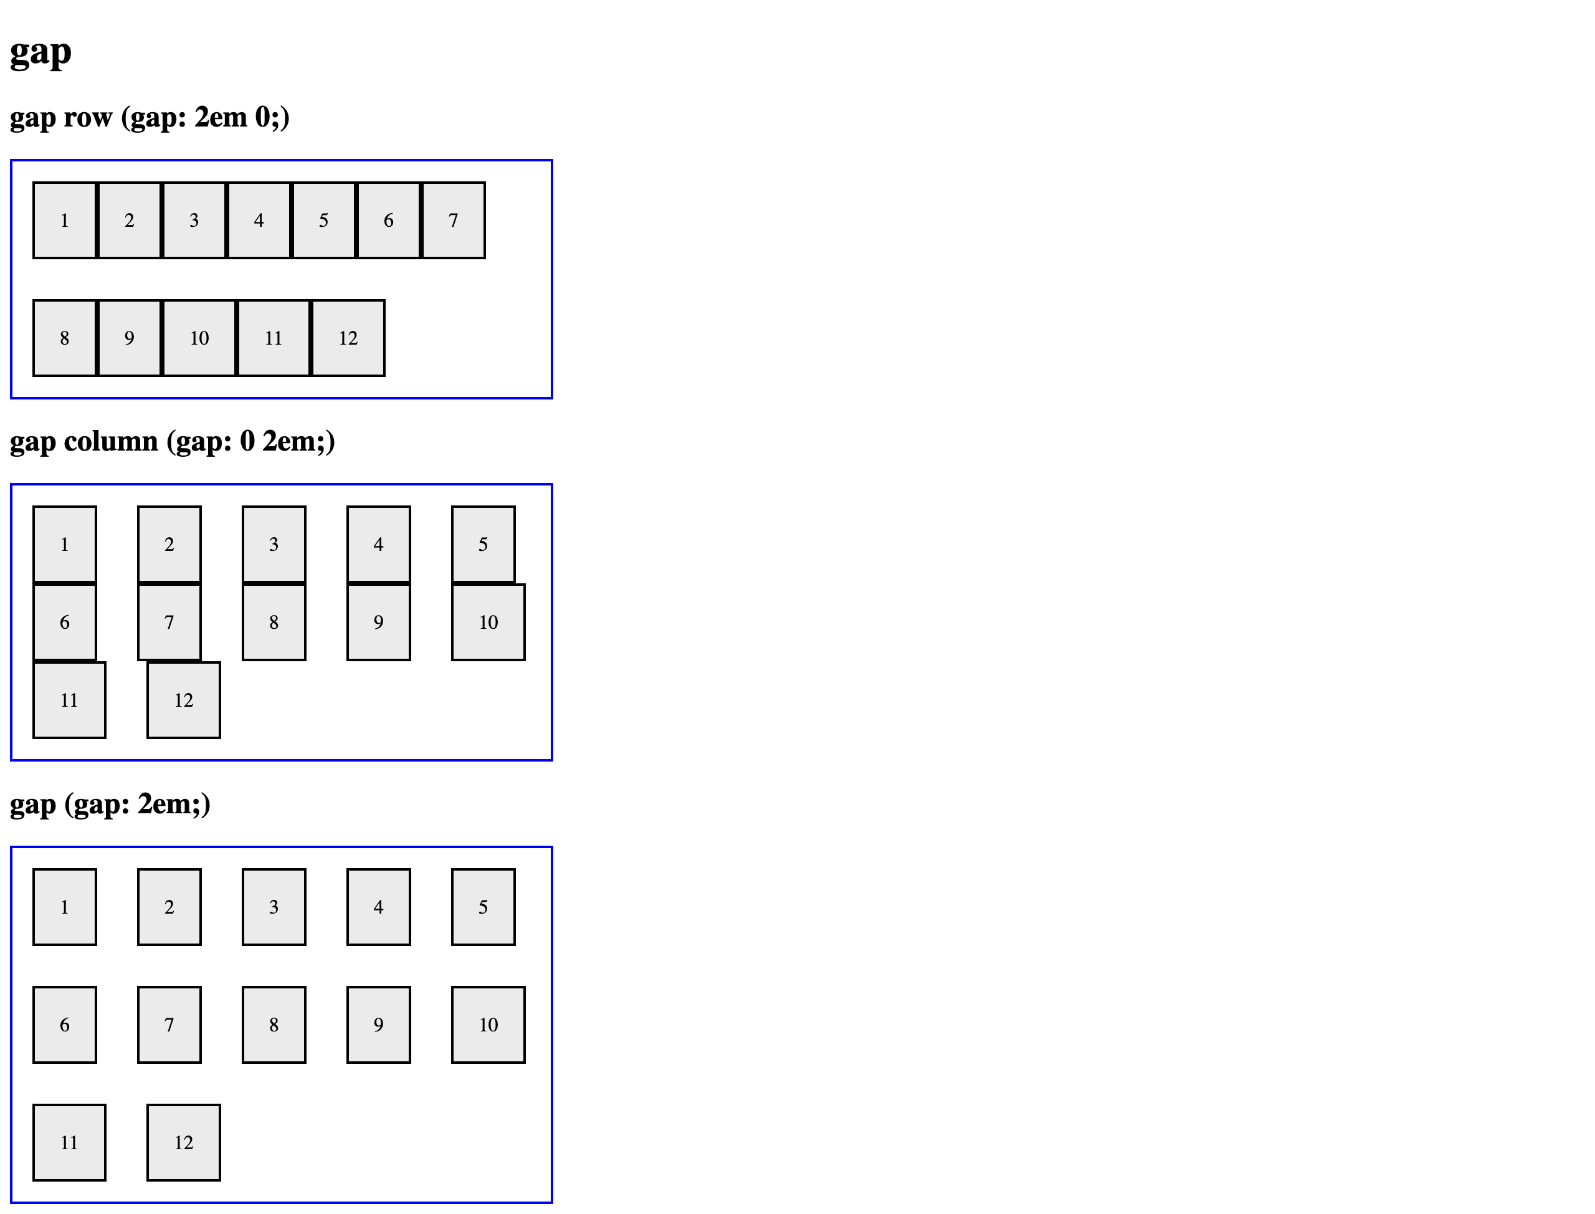 gap
gap row (gap: 2em 0;)
1 2 3 4 5 6 7
8 9 10 11 12
gap column (gap: 0 2em;)
1 2 3 4 5
6 7 8 9 10
11 12
gap (gap: 2em;)
1 2 3 4 5
6 7 8 9 10
11 12